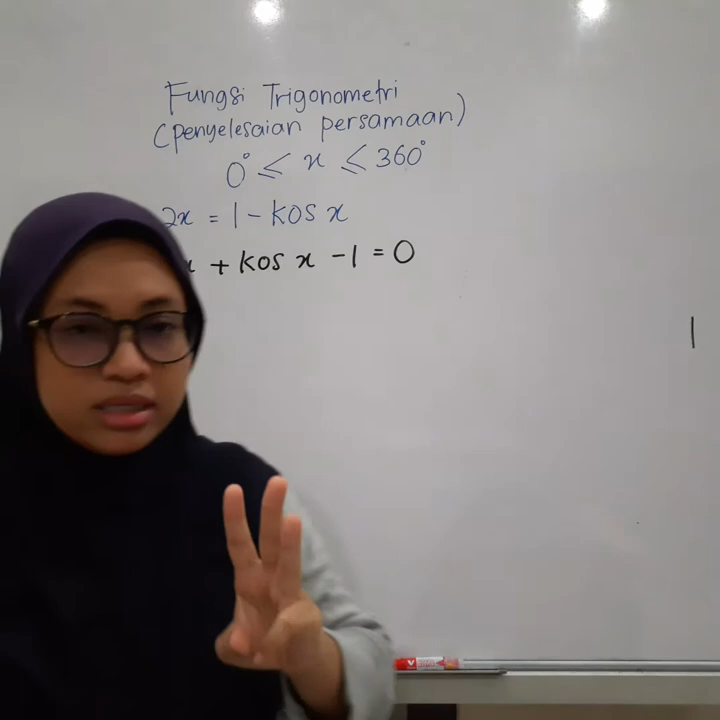 Fungsi Trigonometri
(penyelesaian persamaan)
0° ≤ x ≤ 360°
2x = 1 - kos x
x + kos x - 1 = 0
|